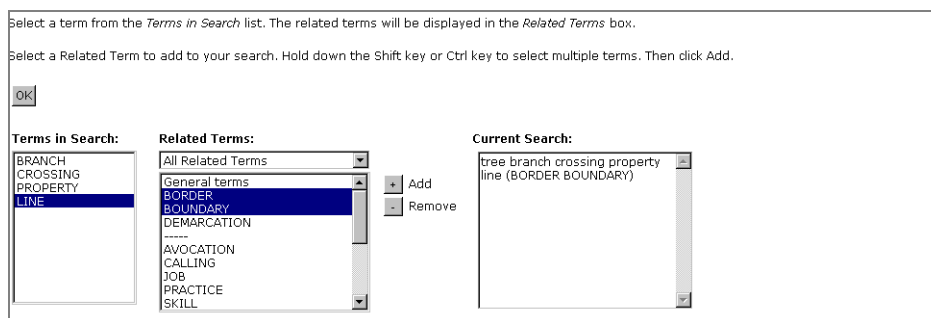 Select a term from the Terms in Search list. The related terms will be displayed in the Related Terms box.
Select a Related Term to add to your search. Hold down the Shift key or Ctrl key to select multiple terms. Then click Add.
OK
Terms in Search:
BRANCH
CROSSING
PROPERTY
LINE
Related Terms:
All Related Terms
General terms
BORDER
BOUNDARY
DEMARCATION
-----
AVOCATION
CALLING
JOB
PRACTICE
SKILL
+ Add
- Remove
Current Search:
tree branch crossing property
line (BORDER BOUNDARY)